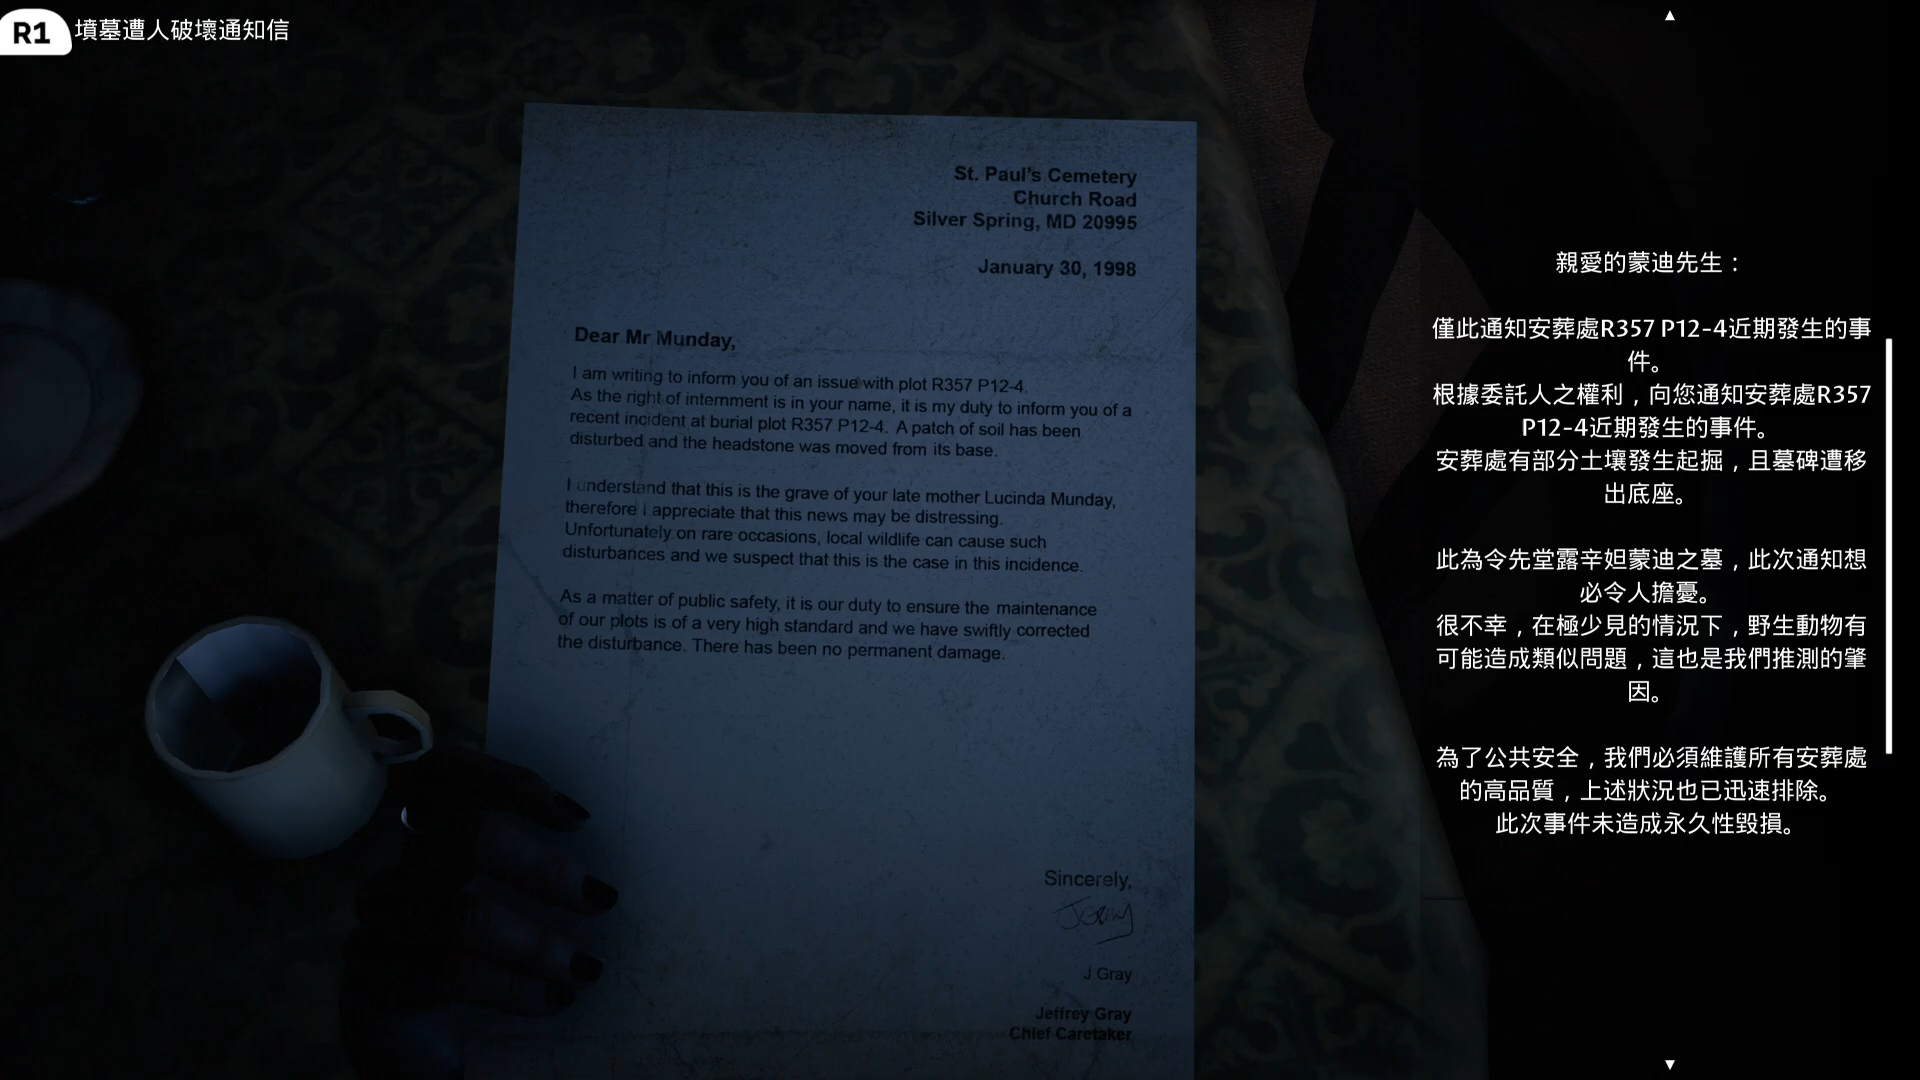 R1 墳墓遭人破壞通知信
St. Paul's Cemetery
Church Road
Silver Spring, MD 20995
January 30, 1998
Dear Mr Munday,
I am writing to inform you of an issue with plot R357 P12-4.
As the right of internment is in your name, it is my duty to inform you of a
recent incident at burial plot R357 P12-4. A patch of soil has been
disturbed and the headstone was moved from its base.
I understand that this is the grave of your late mother Lucinda Munday,
therefore I appreciate that this news may be distressing.
Unfortunately on rare occasions, local wildlife can cause such
disturbances and we suspect that this is the case in this incidence.
As a matter of public safety, it is our duty to ensure the maintenance
of our plots is of a very high standard and we have swiftly corrected
the disturbance. There has been no permanent damage.
Sincerely,
JGray
J Gray
Jeffrey Gray
Chief Caretaker
親愛的蒙迪先生：
僅此通知安葬處R357 P12-4近期發生的事
件。
根據委託人之權利，向您通知安葬處R357
P12-4近期發生的事件。
安葬處有部分土壤發生起掘，且墓碑遭移
出底座。
此為令先堂露辛妲蒙迪之墓，此次通知想
必令人擔憂。
很不幸，在極少見的情況下，野生動物有
可能造成類似問題，這也是我們推測的肇
因。
為了公共安全，我們必須維護所有安葬處
的高品質，上述狀況也已迅速排除。
此次事件未造成永久性毀損。